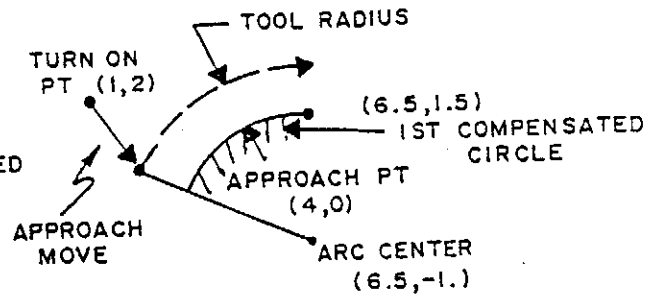 TOOL RADIUS
TURN ON
PT (1,2)
(6.5,1.5)
1ST COMPENSATED
CIRCLE
ED
APPROACH PT
(4,0)
APPROACH
MOVE
ARC CENTER
(6.5,-1.)